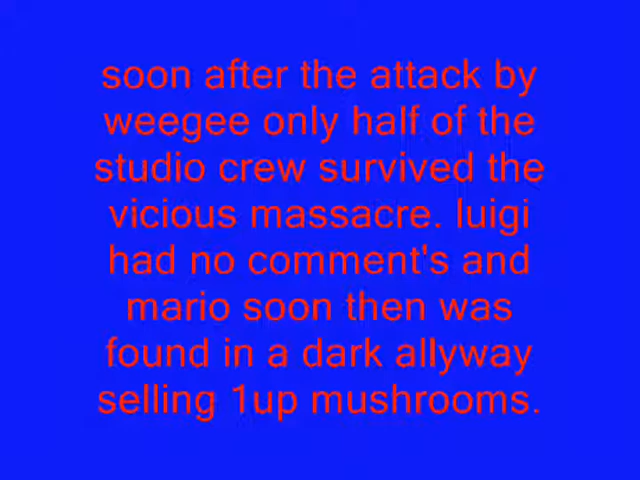 soon after the attack by
weegee only half of the
studio crew survived the
vicious massacre. luigi
had no comment's and
mario soon then was
found in a dark allyway
selling 1up mushrooms.